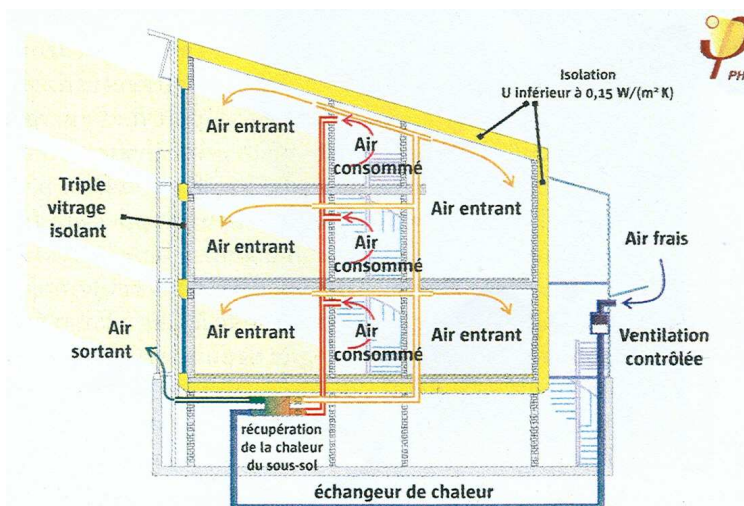 PH
Isolation
U inférieur à 0,15 W/(m² K)
Air entrant
Air
consommé
Triple
vitrage
isolant
Air entrant
Air entrant
Air
consommé
Air frais
Air
sortant
Air entrant
Air
consommé
Air entrant
Ventilation
contrôlée
récupération
de la chaleur
du sous-sol
échangeur de chaleur